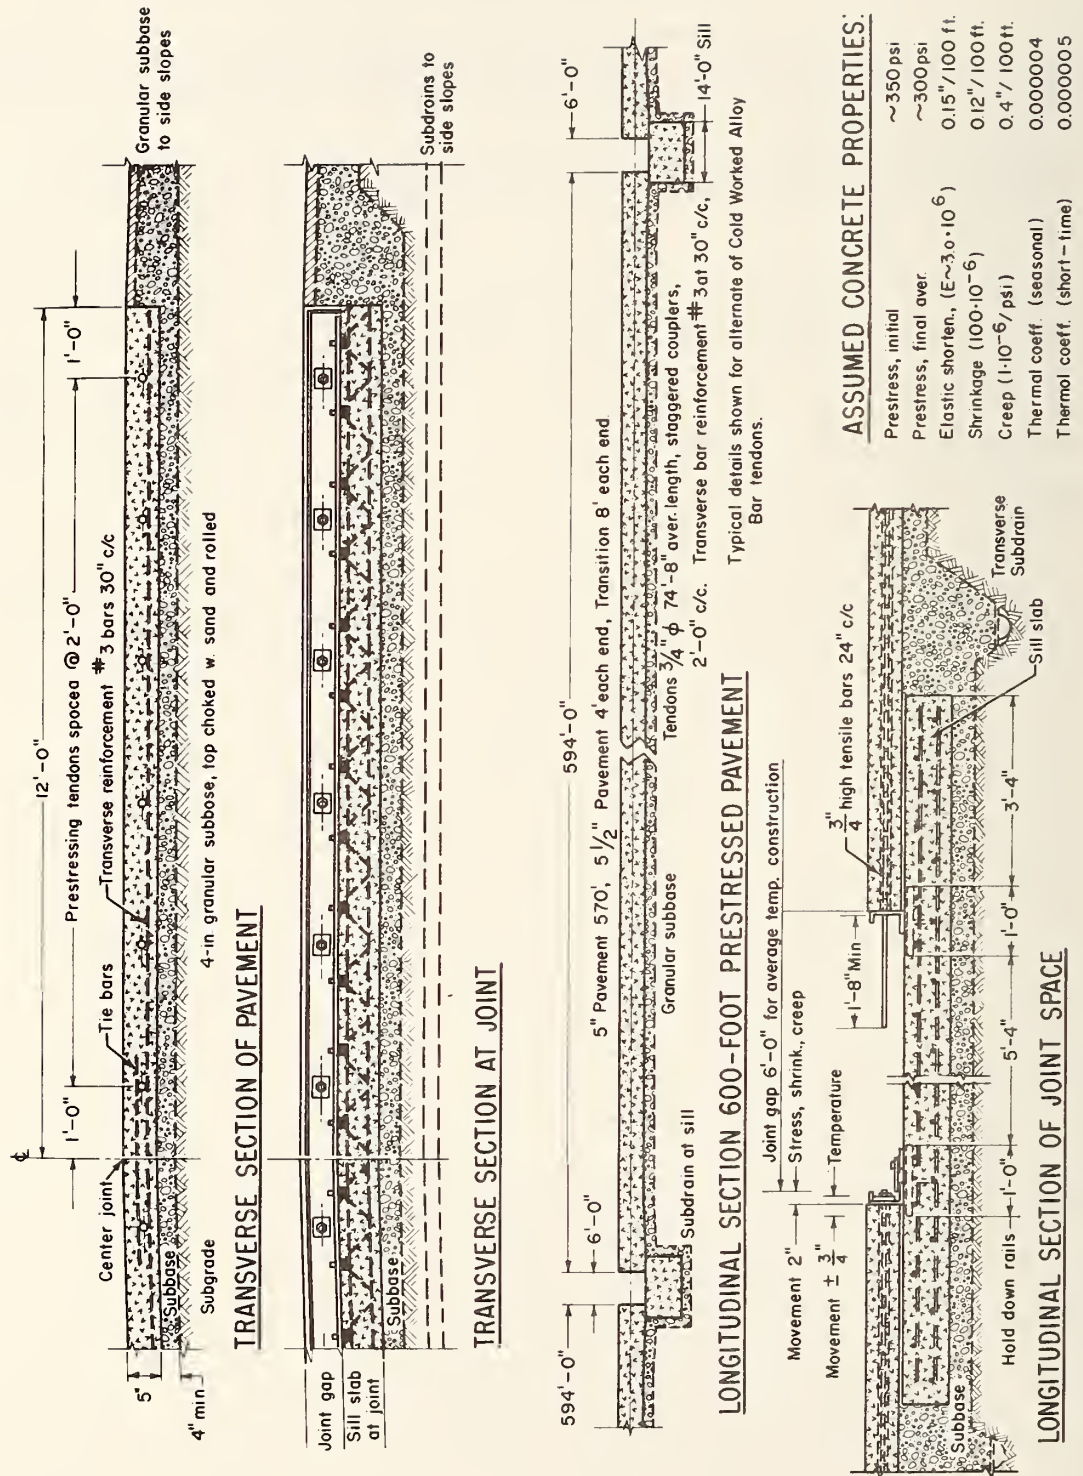 12'-0"
1'-0"
Prestressing tendons spacea @ 2'-0"
1'-0"
Granular subbase
to side slopes
Center joint
Tie bars
Transverse reinforcement #3 bars 30" c/c
5"
4" min
Subbase
Subgrade
4-in granular subbose, top choked w. sand and rolled
TRANSVERSE SECTION OF PAVEMENT
Joint gap
Sill slab
at joint
Subbase
Subdroins to
side slopes
TRANSVERSE SECTION AT JOINT
594'-0"
6'-0"
594'-0"
6'-0"
5" Pavement 570', 5 1/2" Pavement 4' each end, Transition 8' each end
Granular subbase
Subdrain at sill
Tendons 3/4" ϕ 74'-8" aver. length, staggered couplers,
2'-0" c/c. Transverse bar reinforcement #3 at 30" c/c,
14'-0" Sill
Typical details shown for alternate of Cold Worked Alloy
Bar tendons.
LONGITUDINAL SECTION 600-FOOT PRESTRESSED PAVEMENT
Joint gap 6'-0" for average temp. construction
Movement 2"
Stress, shrink., creep
Movement ± 3/4"
Temperature
1'-8" Min
3/4" high tensile bars 24" c/c
Subbase
Hold down rails
1'-0"
5'-4"
1'-0"
3'-4"
Transverse
Subdrain
Sill slab
LONGITUDINAL SECTION OF JOINT SPACE
ASSUMED CONCRETE PROPERTIES:
Prestress, initial ~350 psi
Prestress, final aver. ~300 psi
Elastic shorten., (E~3.0·10⁶) 0.15"/100 ft.
Shrinkage (100·10⁻⁶) 0.12"/100 ft.
Creep (1·10⁻⁶/psi) 0.4"/100 ft.
Thermal coeff. (seasonal) 0.000004
Thermol coeff. (short-time) 0.000005